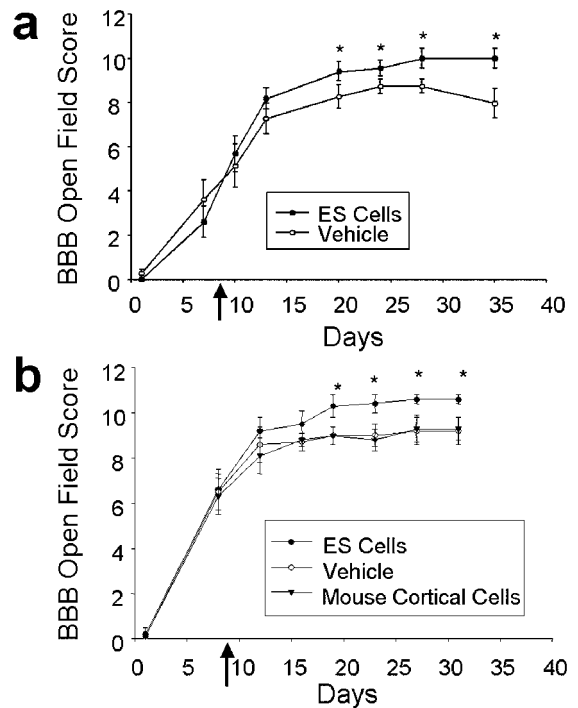 a
BBB Open Field Score
12
10
8
6
4
2
0
* * * *
ES Cells
Vehicle
0 5 10 15 20 25 30 35 40
Days
b
BBB Open Field Score
12
10
8
6
4
2
0
* * * *
ES Cells
Vehicle
Mouse Cortical Cells
0 5 10 15 20 25 30 35 40
Days